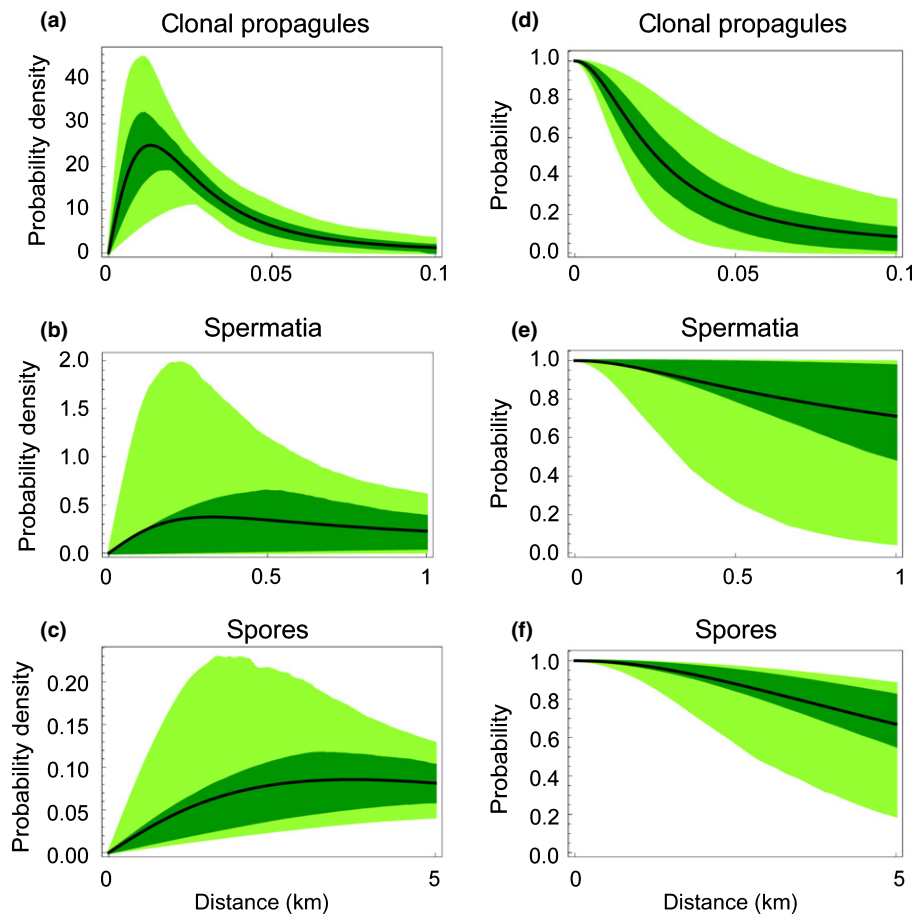 (a) Clonal propagules
Probability density
40
30
20
10
0
0 0.05 0.1
(d) Clonal propagules
Probability
1.0
0.8
0.6
0.4
0.2
0.0
0 0.05 0.1
(b) Spermatia
Probability density
2.0
1.5
1.0
0.5
0.0
0 0.5 1
(e) Spermatia
Probability
1.0
0.8
0.6
0.4
0.2
0.0
0 0.5 1
(c) Spores
Probability density
0.20
0.15
0.10
0.05
0.00
0 5
Distance (km)
(f) Spores
Probability
1.0
0.8
0.6
0.4
0.2
0.0
0 5
Distance (km)